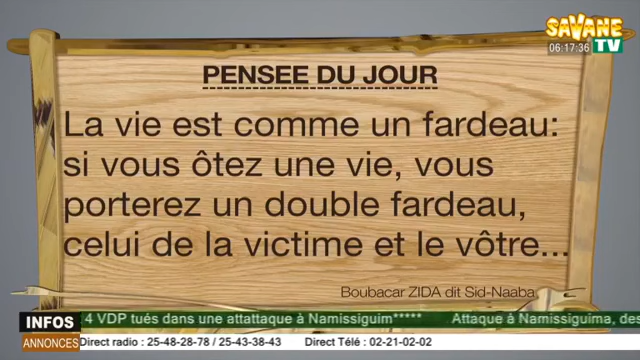 SAVANE
TV
06:17:36
PENSEE DU JOUR
La vie est comme un fardeau:
si vous ôtez une vie, vous
porterez un double fardeau,
celui de la victime et le vôtre...
Boubacar ZIDA dit Sid-Naaba
INFOS 4 VDP tués dans une attattaque à Namissiguim***** Attaque à Namissiguima, des
ANNONCES Direct radio : 25-48-28-78 / 25-43-38-43 Direct Télé : 02-21-02-02